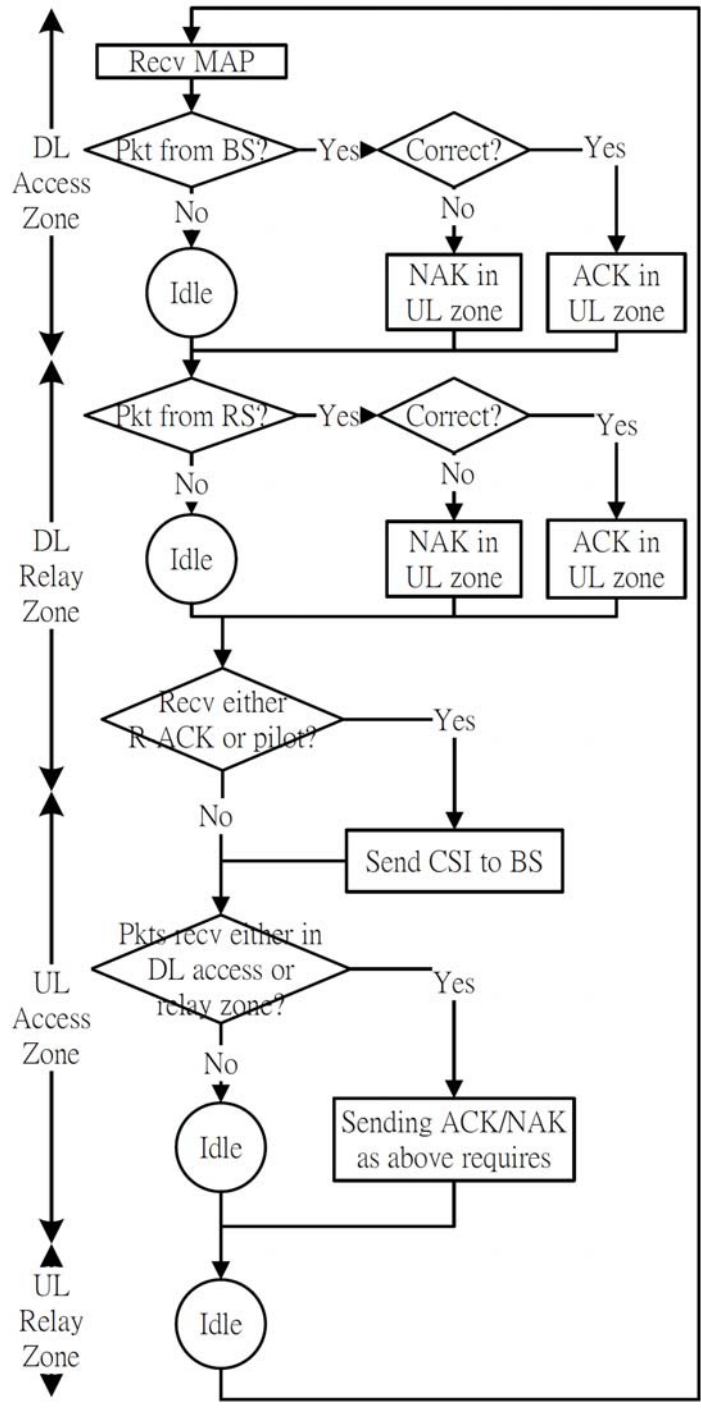 Recv MAP
Pkt from BS?
Yes
Correct?
Yes
DL
Access
Zone
No
No
Idle
NAK in
UL zone
ACK in
UL zone
Pkt from RS?
Yes
Correct?
Yes
No
No
DL
Relay
Zone
Idle
NAK in
UL zone
ACK in
UL zone
Recv either
R-ACK or pilot?
Yes
No
Send CSI to BS
Pkts recv either in
DL access or
relay zone?
Yes
UL
Access
Zone
No
Idle
Sending ACK/NAK
as above requires
UL
Relay
Zone
Idle